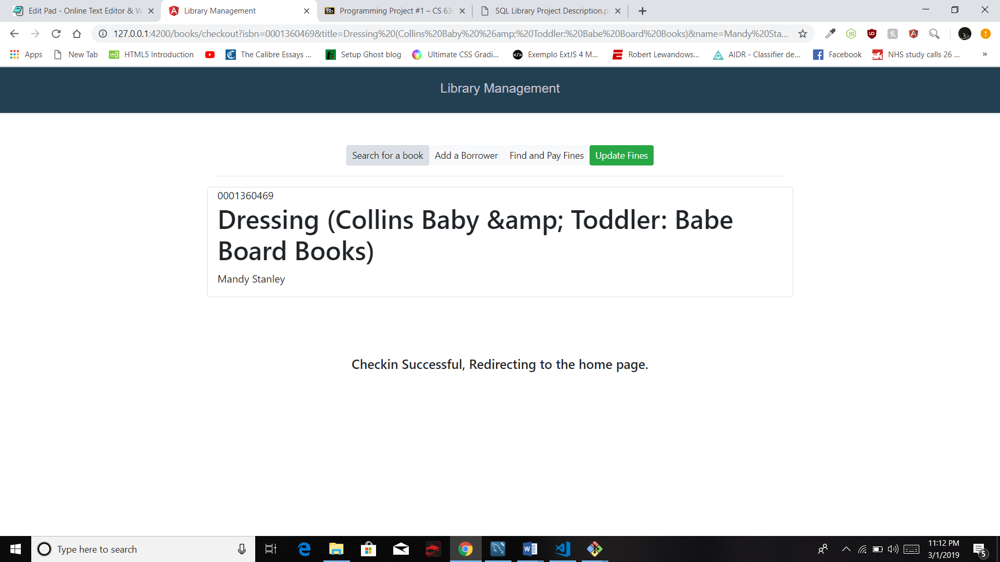 Edit Pad - Online Text Editor & W
Library Management
Programming Project #1 – CS 636
SQL Library Project Description.p
127.0.0.1:4200/books/checkout?isbn=0001360469&title=Dressing%20(Collins%20Baby%20%26amp;%20Toddler:%20Babe%20Board%20Books)&name=Mandy%20Sta...
Apps
New Tab
HTML5 Introduction
The Calibre Essays ...
Setup Ghost blog
Ultimate CSS Gradi...
Exemplo ExtJS 4 M...
Robert Lewandows...
AIDR - Classifier de...
Facebook
NHS study calls 26 ...
»
Library Management
Search for a book
Add a Borrower
Find and Pay Fines
Update Fines
0001360469
Dressing (Collins Baby &amp; Toddler: Babe
Board Books)
Mandy Stanley
Checkin Successful, Redirecting to the home page.
Type here to search
11:12 PM
3/1/2019
5